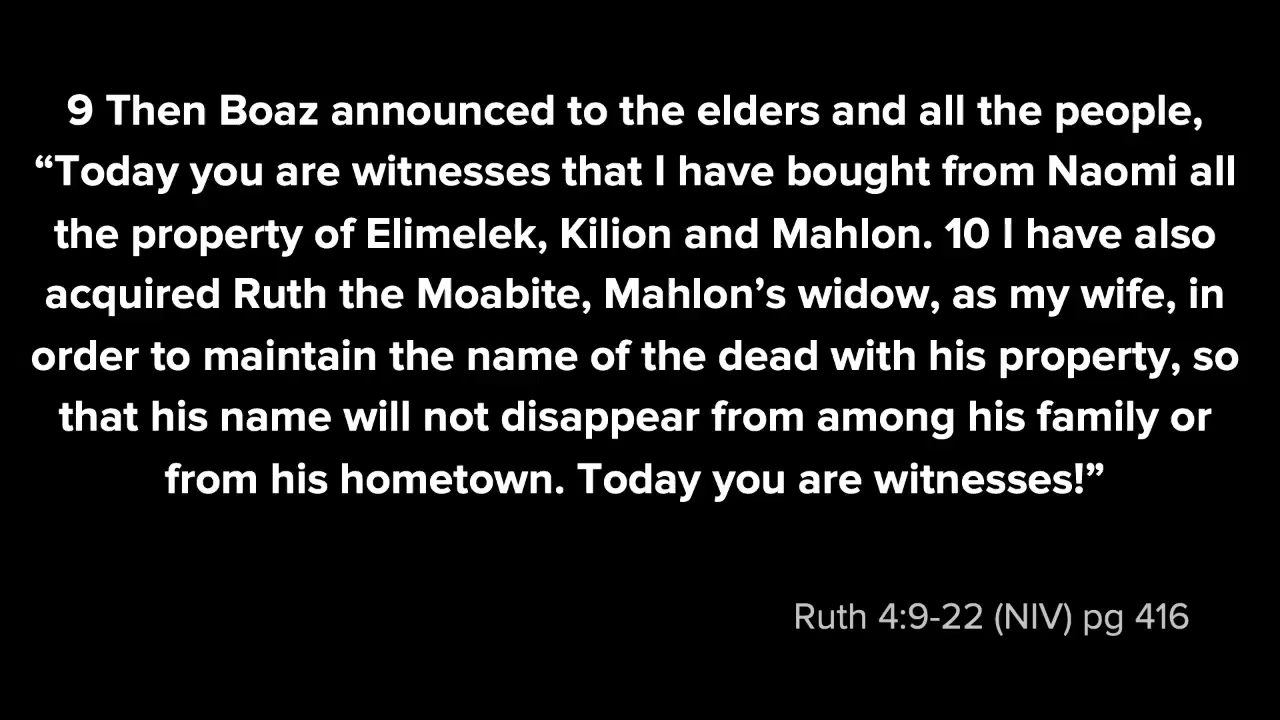 9 Then Boaz announced to the elders and all the people,
“Today you are witnesses that I have bought from Naomi all
the property of Elimelek, Kilion and Mahlon. 10 I have also
acquired Ruth the Moabite, Mahlon’s widow, as my wife, in
order to maintain the name of the dead with his property, so
that his name will not disappear from among his family or
from his hometown. Today you are witnesses!”
Ruth 4:9-22 (NIV) pg 416